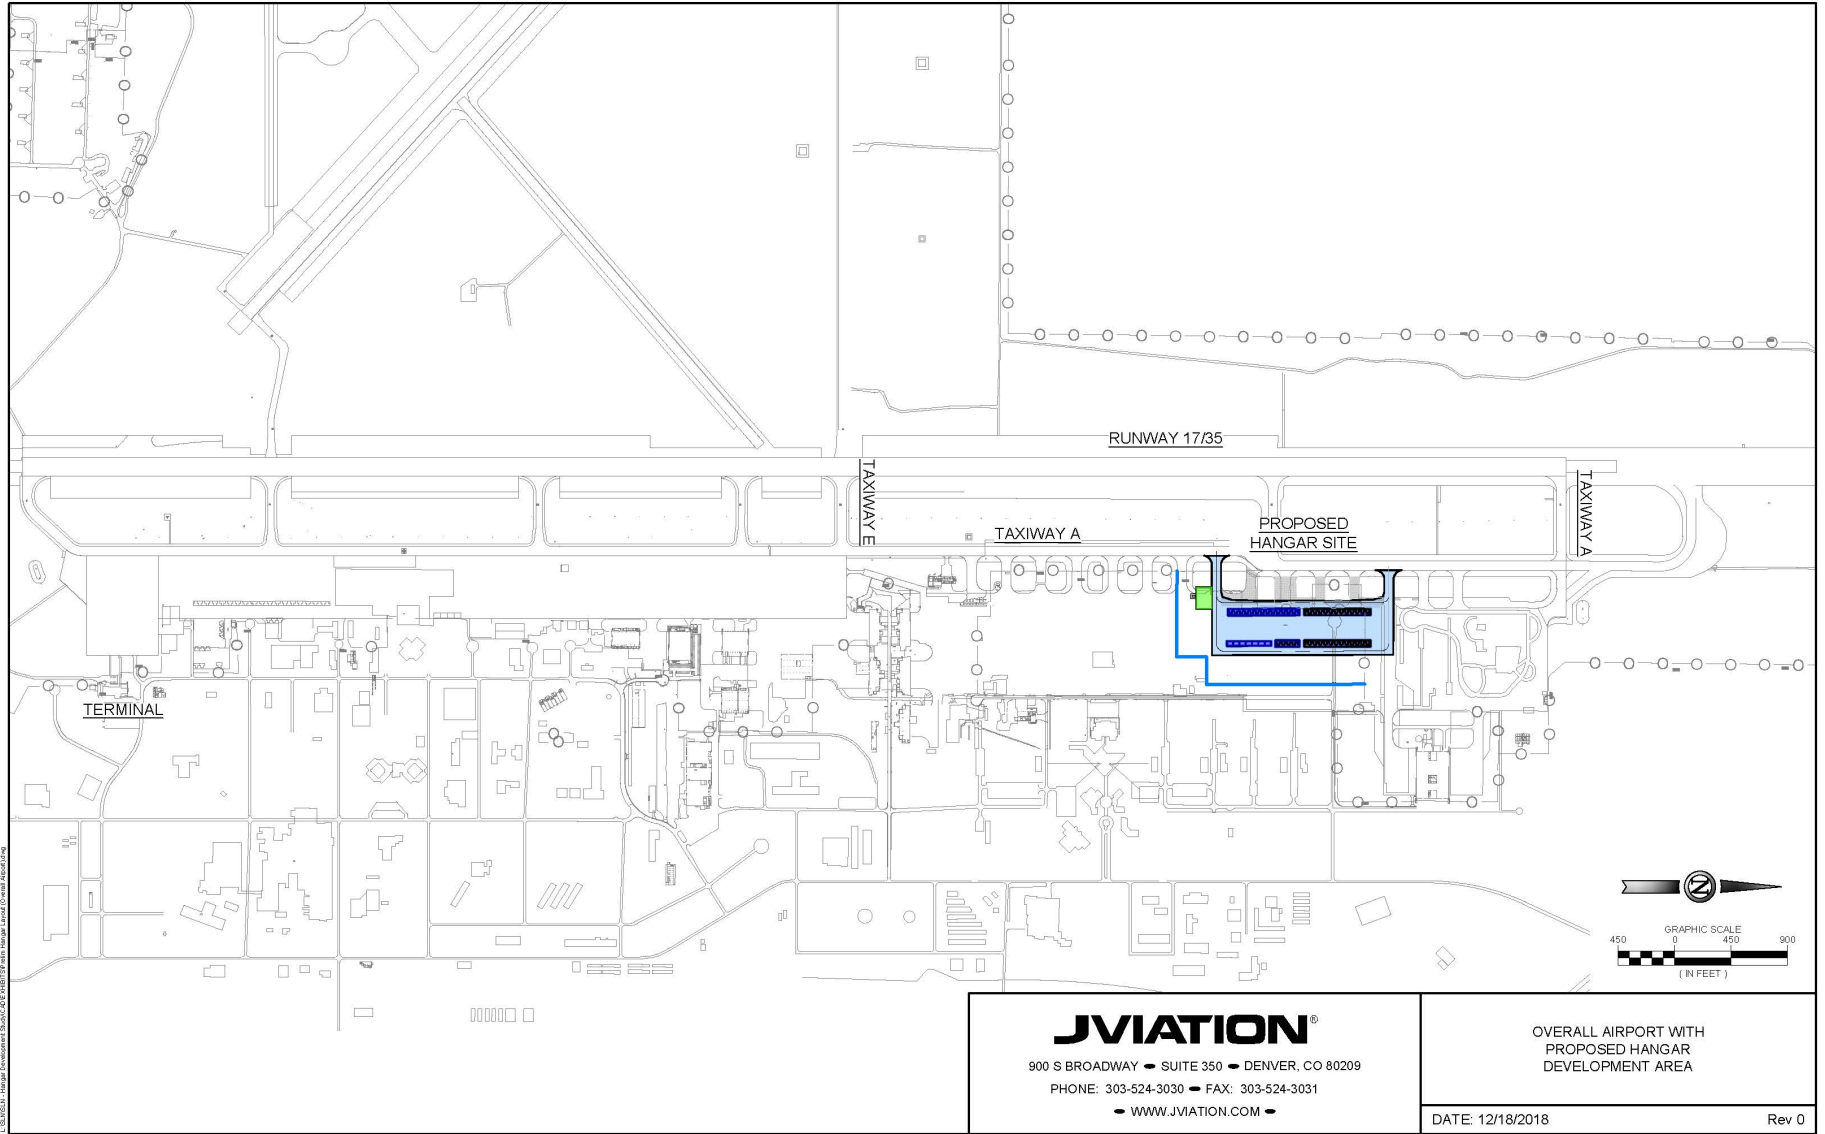 RUNWAY 17/35
TAXIWAY E
TAXIWAY A
PROPOSED
HANGAR SITE
TAXIWAY A
TERMINAL
N
GRAPHIC SCALE
450 0 450 900
( IN FEET )
JVIATION®
900 S BROADWAY SUITE 350 DENVER, CO 80209
PHONE: 303-524-3030 FAX: 303-524-3031
WWW.JVIATION.COM
OVERALL AIRPORT WITH
PROPOSED HANGAR
DEVELOPMENT AREA
DATE: 12/18/2018 Rev 0